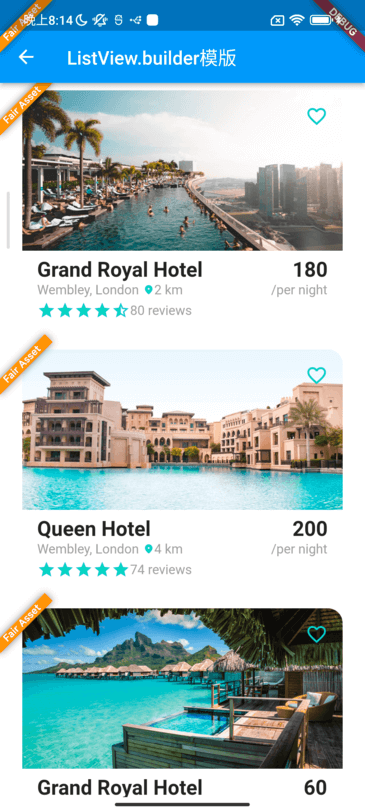 晚上8:14
DEBUG
Fair Asset
ListView.builder模版
Fair Asset
Grand Royal Hotel 180
Wembley, London 2 km /per night
80 reviews
Fair Asset
Queen Hotel 200
Wembley, London 4 km /per night
74 reviews
Fair Asset
Grand Royal Hotel 60